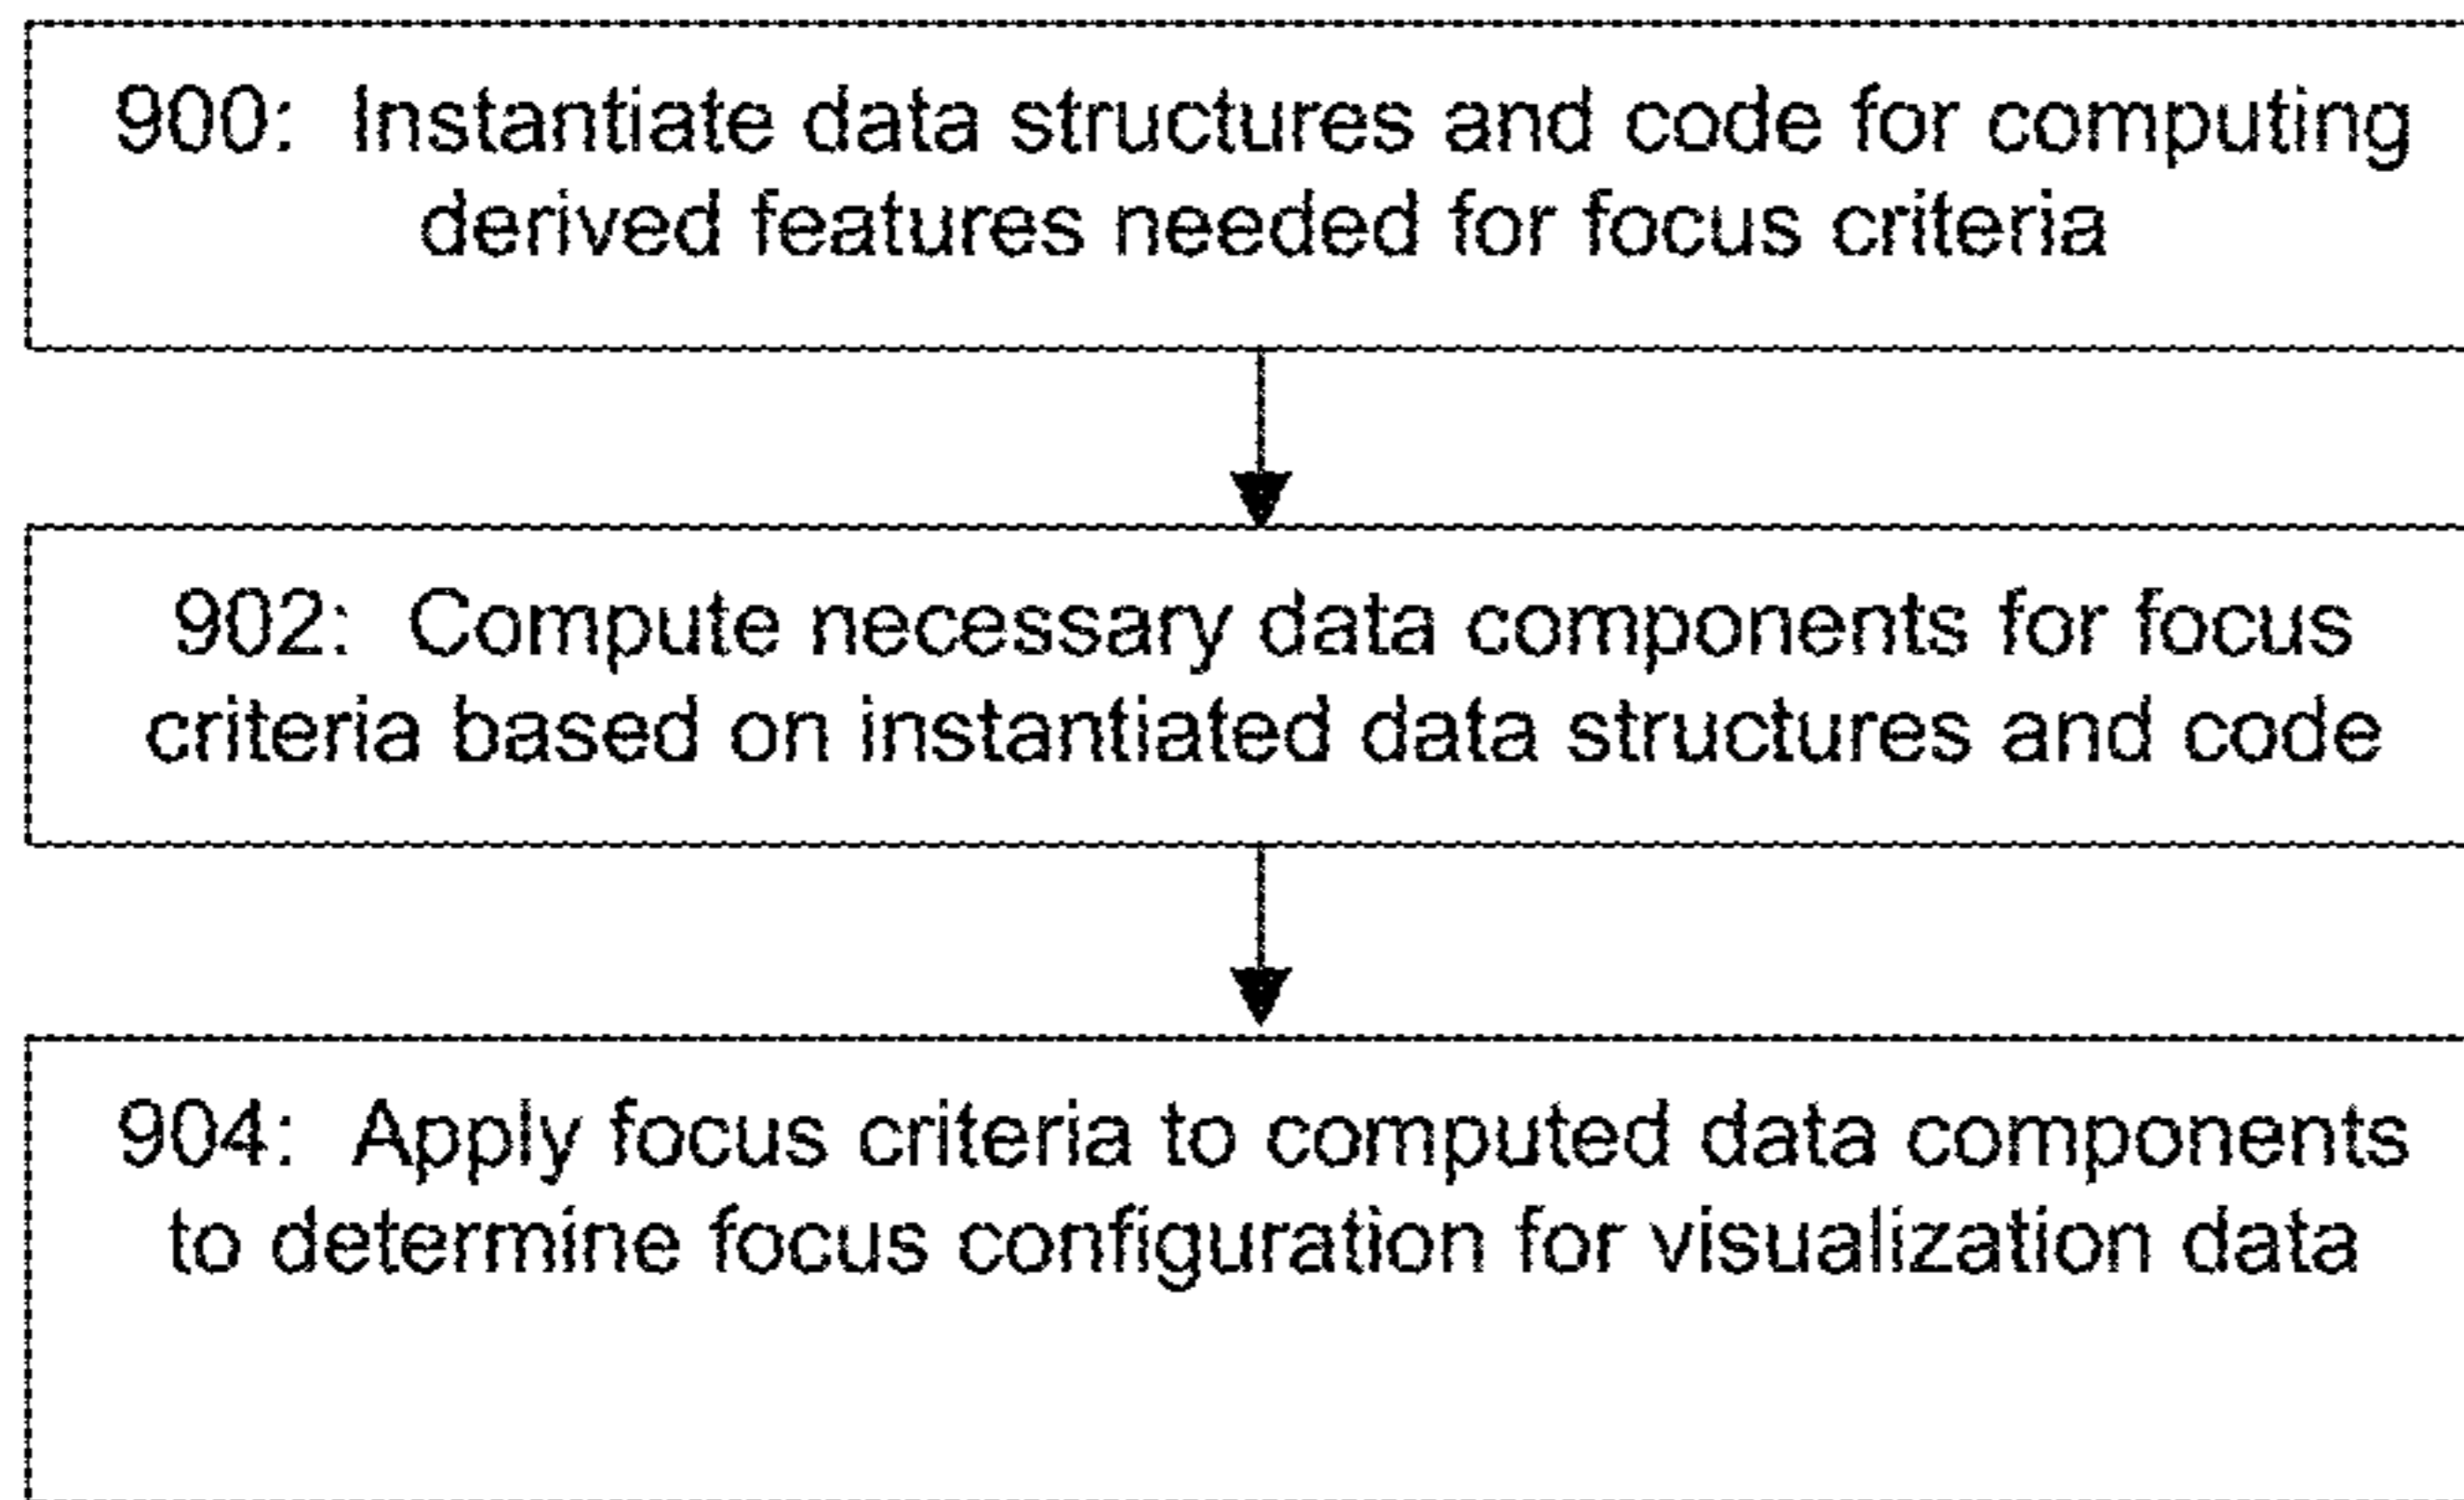 900: Instantiate data structures and code for computing
derived features needed for focus criteria
902: Compute necessary data components for focus
criteria based on instantiated data structures and code
904: Apply focus criteria to computed data components
to determine focus configuration for visualization data